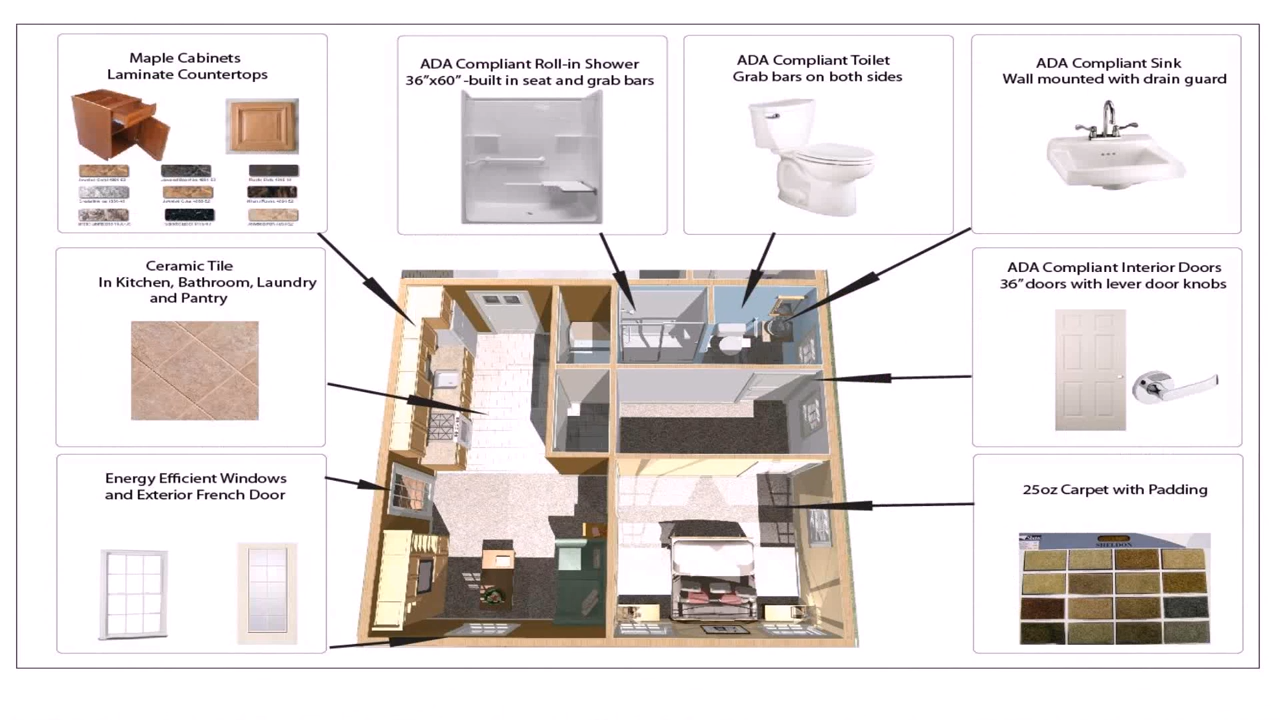 Maple Cabinets
Laminate Countertops
ADA Compliant Roll-in Shower
36”x60” -built in seat and grab bars
ADA Compliant Toilet
Grab bars on both sides
ADA Compliant Sink
Wall mounted with drain guard
Ceramic Tile
In Kitchen, Bathroom, Laundry
and Pantry
ADA Compliant Interior Doors
36” doors with lever door knobs
Energy Efficient Windows
and Exterior French Door
25oz Carpet with Padding
SHELDON